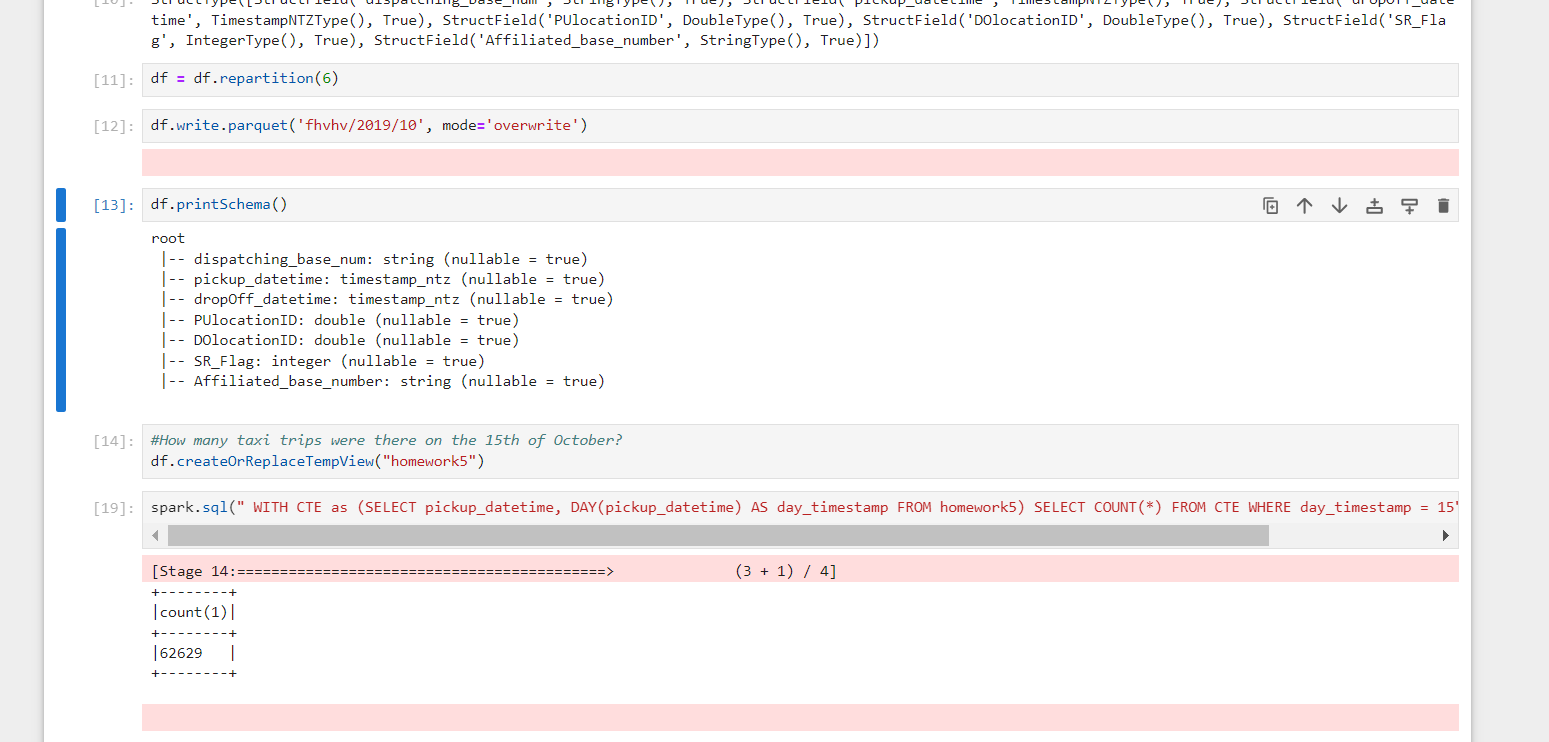 StructType([StructField('dispatching_base_num', StringType(), True), StructField('pickup_datetime', TimestampNTZType(), True), StructField('dropOff_date
time', TimestampNTZType(), True), StructField('PUlocationID', DoubleType(), True), StructField('DOlocationID', DoubleType(), True), StructField('SR_Fla
g', IntegerType(), True), StructField('Affiliated_base_number', StringType(), True)])
[11]: df = df.repartition(6)
[12]: df.write.parquet('fhvhv/2019/10', mode='overwrite')
[13]: df.printSchema()
root
|-- dispatching_base_num: string (nullable = true)
|-- pickup_datetime: timestamp_ntz (nullable = true)
|-- dropOff_datetime: timestamp_ntz (nullable = true)
|-- PUlocationID: double (nullable = true)
|-- DOlocationID: double (nullable = true)
|-- SR_Flag: integer (nullable = true)
|-- Affiliated_base_number: string (nullable = true)
[14]: #How many taxi trips were there on the 15th of October?
df.createOrReplaceTempView("homework5")
[19]: spark.sql(" WITH CTE as (SELECT pickup_datetime, DAY(pickup_datetime) AS day_timestamp FROM homework5) SELECT COUNT(*) FROM CTE WHERE day_timestamp = 15"
[Stage 14:===========================================> (3 + 1) / 4]
+--------+
|count(1)|
+--------+
|62629 |
+--------+